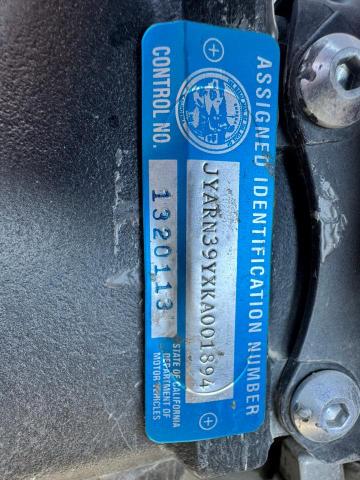 ASSIGNED IDENTIFICATION NUMBER
JYARN39YXKA001894
CONTROL NO.
1320113
STATE OF CALIFORNIA
DEPARTMENT OF
MOTOR VEHICLES